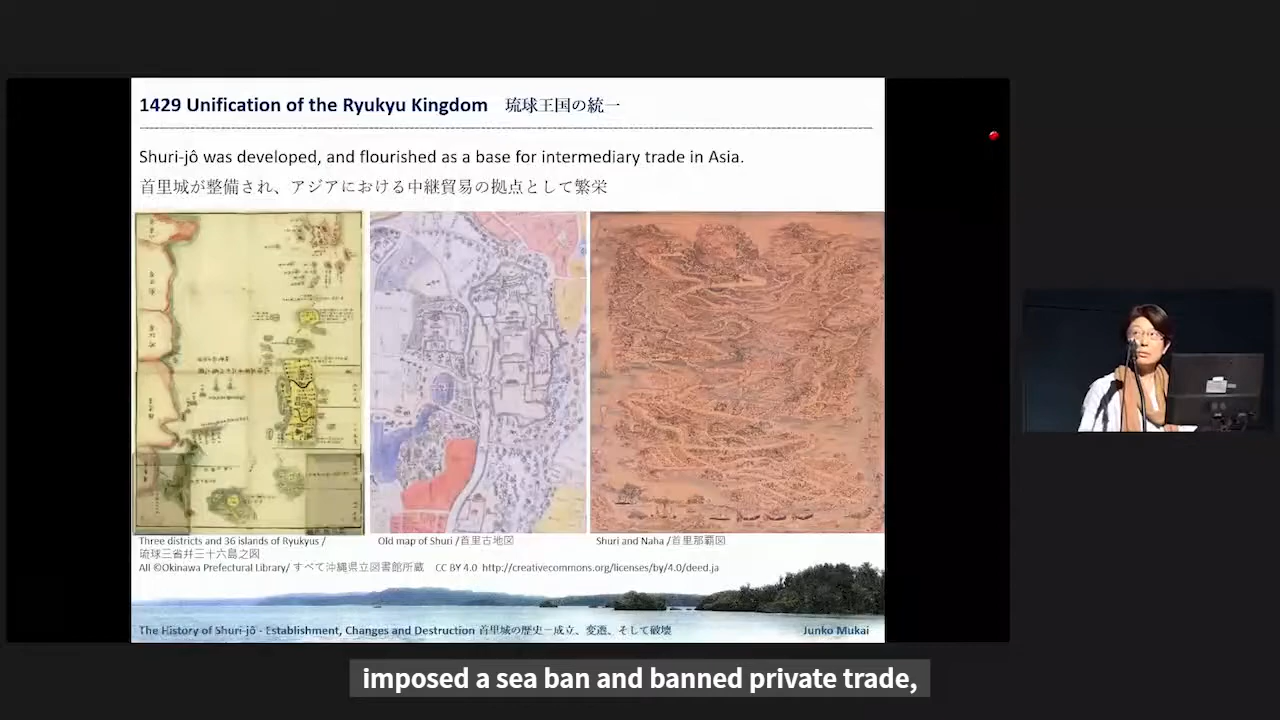 1429 Unification of the Ryukyu Kingdom 琉球王国の統一
Shuri-jô was developed, and flourished as a base for intermediary trade in Asia.
首里城が整備され、アジアにおける中継貿易の拠点として繁栄
Three districts and 36 islands of Ryukyus /
琉球三省幷三十六島之図
Old map of Shuri /首里古地図
Shuri and Naha /首里那覇図
All ©Okinawa Prefectural Library/ すべて沖縄県立図書館所蔵 CC BY 4.0 http://creativecommons.org/licenses/by/4.0/deed.ja
The History of Shuri-jô - Establishment, Changes and Destruction 首里城の歴史－成立、変遷、そして破壊
Junko Mukai
imposed a sea ban and banned private trade,